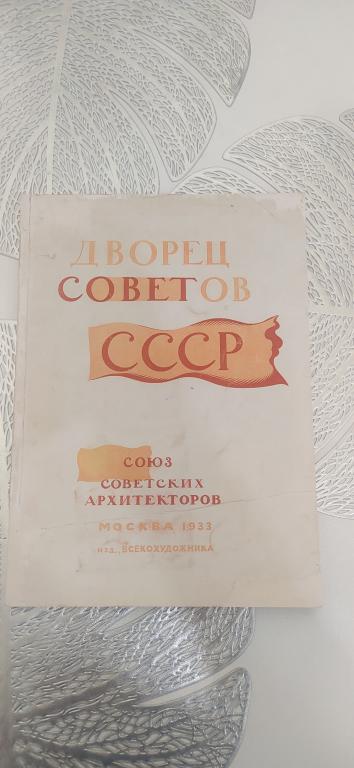 ДВОРЕЦ
СОВЕТОВ
СССР
СОЮЗ
СОВЕТСКИХ
АРХИТЕКТОРОВ
МОСКВА 1933
ИЗД. ВСЕКОХУДОЖНИКА